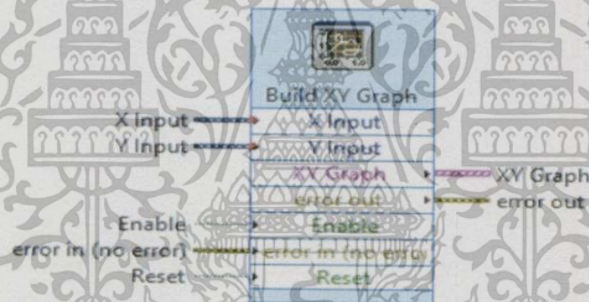 Build XY Graph
X Input X Input
Y Input Y Input
XY Graph XY Graph
error out error out
Enable Enable
error in (no error) error in (no erro
Reset Reset